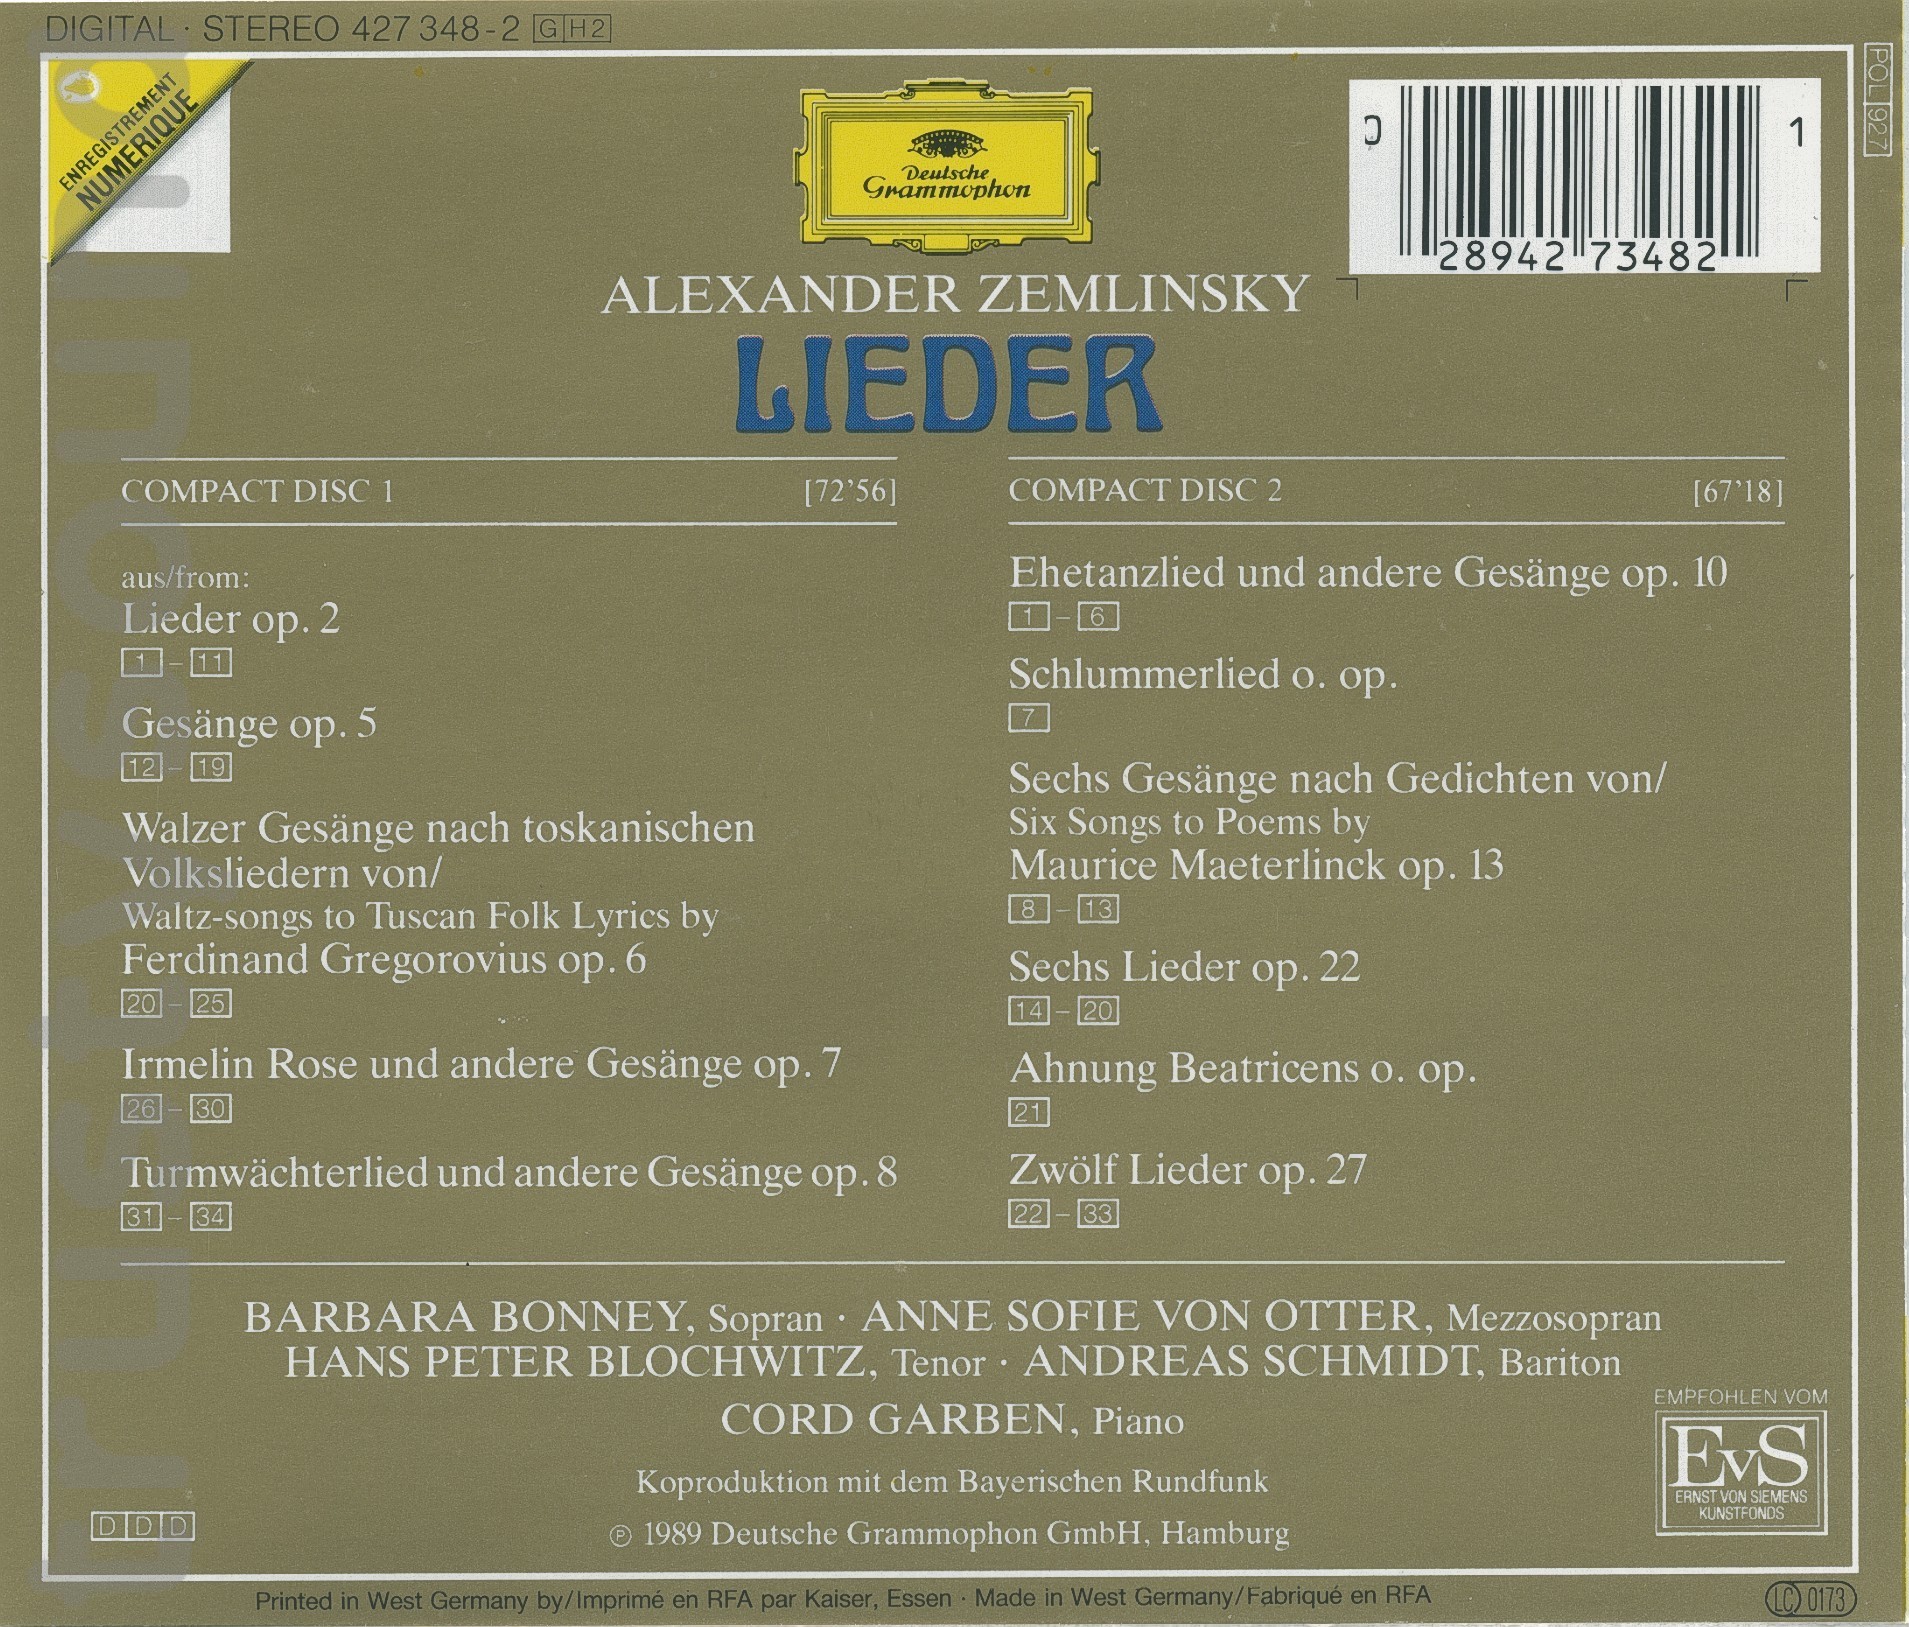 DIGITAL · STEREO 427 348-2 GH2
POL 927
ENREGISTREMENT
NUMERIQUE
Deutsche
Grammophon
0 28942 73482 1
ALEXANDER ZEMLINSKY
LIEDER
COMPACT DISC 1 [72’56]
aus/from:
Lieder op. 2
1 – 11
Gesänge op. 5
12 – 19
Walzer Gesänge nach toskanischen
Volksliedern von/
Waltz-songs to Tuscan Folk Lyrics by
Ferdinand Gregorovius op. 6
20 – 25
Irmelin Rose und andere Gesänge op. 7
26 – 30
Turmwächterlied und andere Gesänge op. 8
31 – 34
COMPACT DISC 2 [67’18]
Ehetanzlied und andere Gesänge op. 10
1 – 6
Schlummerlied o. op.
7
Sechs Gesänge nach Gedichten von/
Six Songs to Poems by
Maurice Maeterlinck op. 13
8 – 13
Sechs Lieder op. 22
14 – 20
Ahnung Beatricens o. op.
21
Zwölf Lieder op. 27
22 – 33
BARBARA BONNEY, Sopran · ANNE SOFIE VON OTTER, Mezzosopran
HANS PETER BLOCHWITZ, Tenor · ANDREAS SCHMIDT, Bariton
CORD GARBEN, Piano
Koproduktion mit dem Bayerischen Rundfunk
℗ 1989 Deutsche Grammophon GmbH, Hamburg
DDD
EMPFOHLEN VOM
EvS
ERNST VON SIEMENS
KUNSTFONDS
Printed in West Germany by/Imprimé en RFA par Kaiser, Essen · Made in West Germany/Fabriqué en RFA
LC 0173